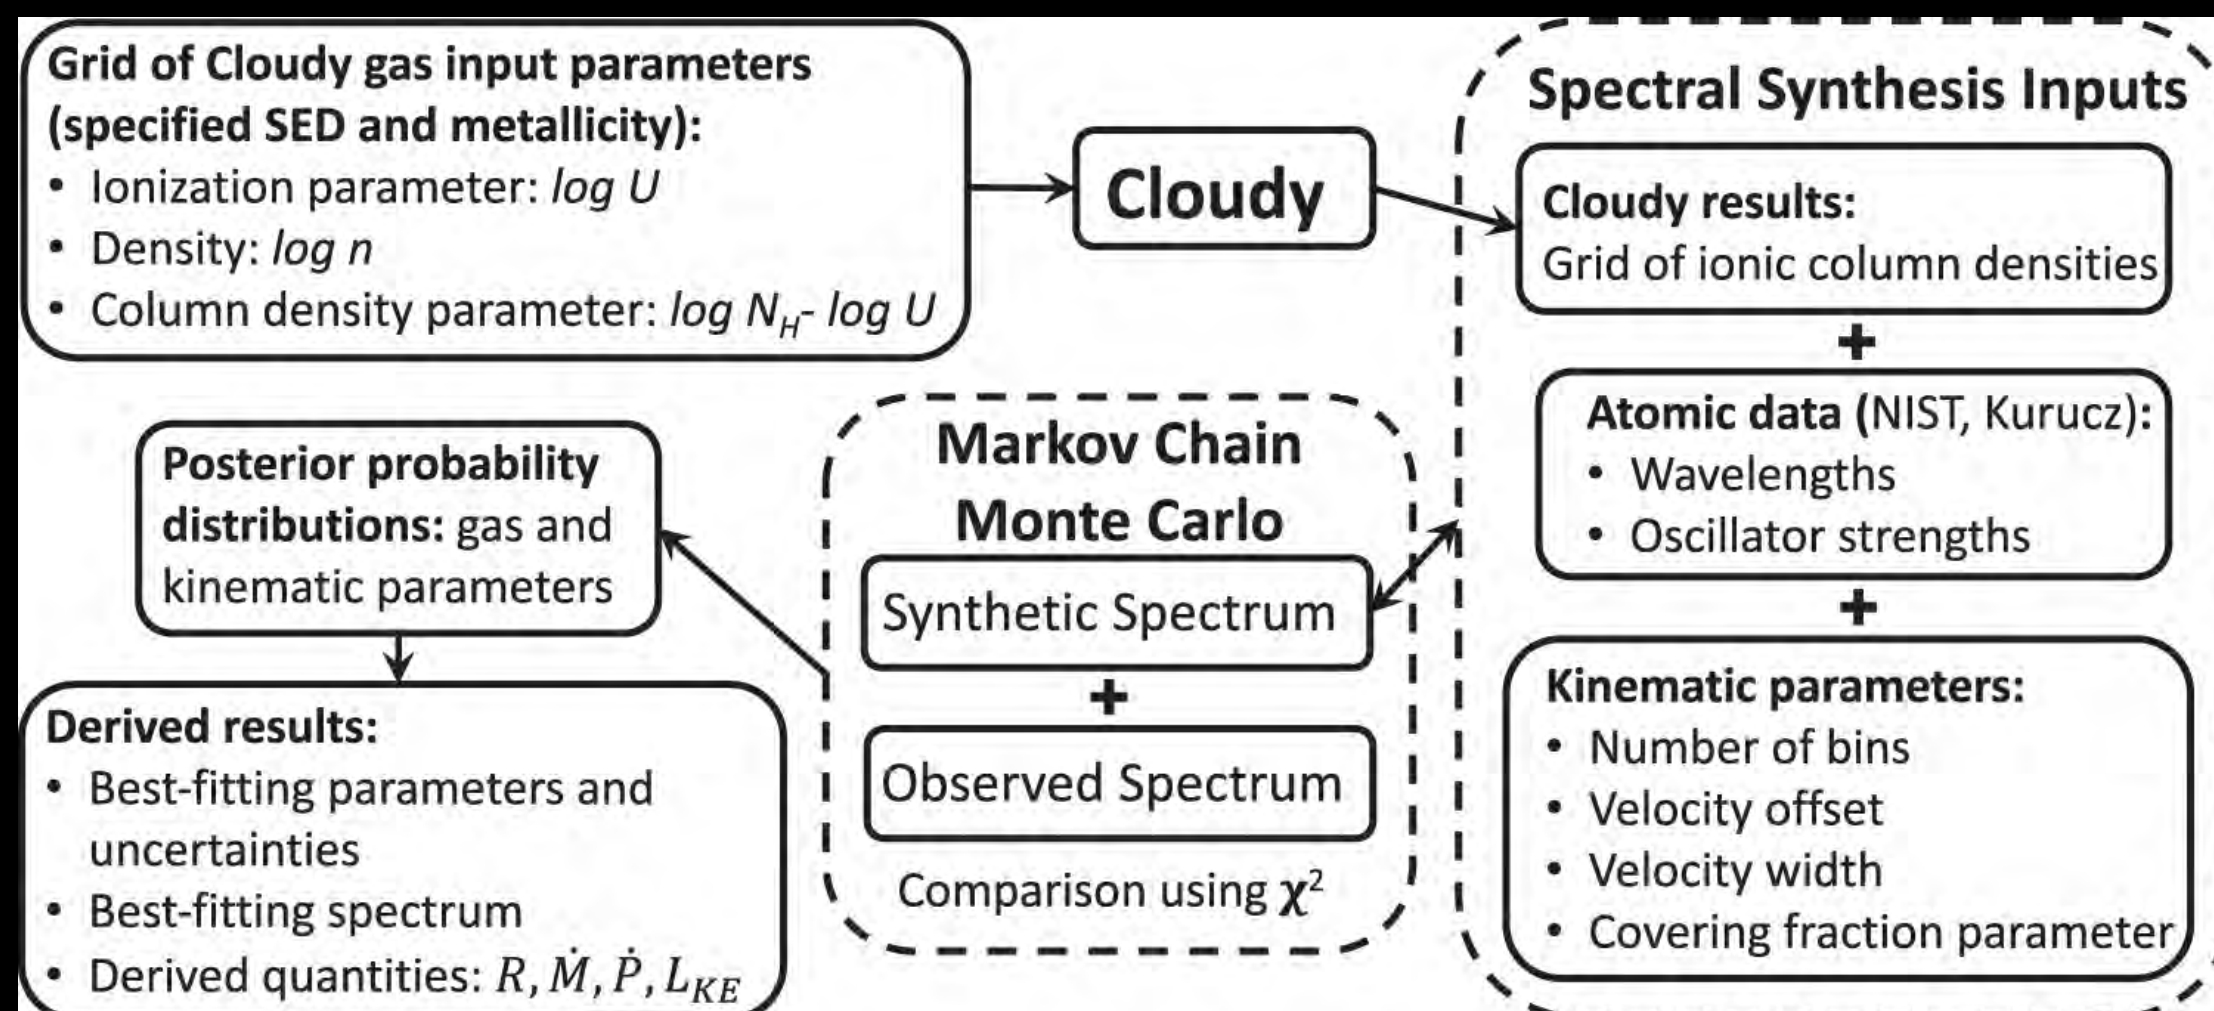 Grid of Cloudy gas input parameters
(specified SED and metallicity):
• Ionization parameter: log U
• Density: log n
• Column density parameter: log N_H- log U
Cloudy
Spectral Synthesis Inputs
Cloudy results:
Grid of ionic column densities
+
Atomic data (NIST, Kurucz):
• Wavelengths
• Oscillator strengths
+
Kinematic parameters:
• Number of bins
• Velocity offset
• Velocity width
• Covering fraction parameter
Markov Chain
Monte Carlo
Synthetic Spectrum
+
Observed Spectrum
Comparison using χ²
Posterior probability
distributions: gas and
kinematic parameters
Derived results:
• Best-fitting parameters and
uncertainties
• Best-fitting spectrum
• Derived quantities: R, Ṁ, Ṗ, L_KE